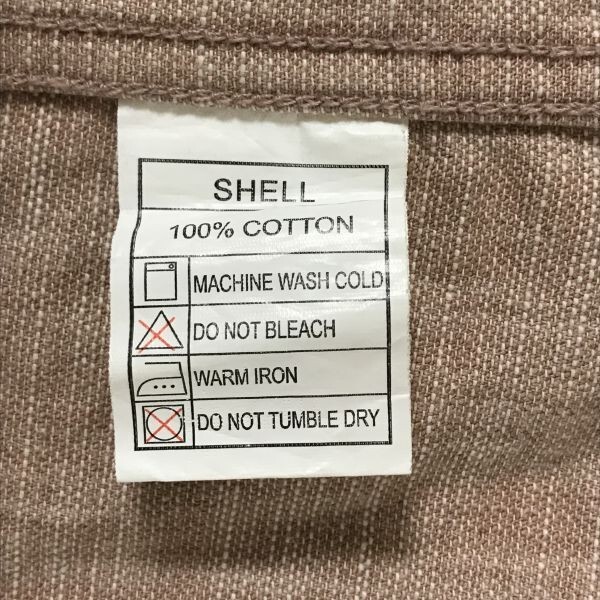 SHELL
100% COTTON
MACHINE WASH COLD
DO NOT BLEACH
WARM IRON
DO NOT TUMBLE DRY